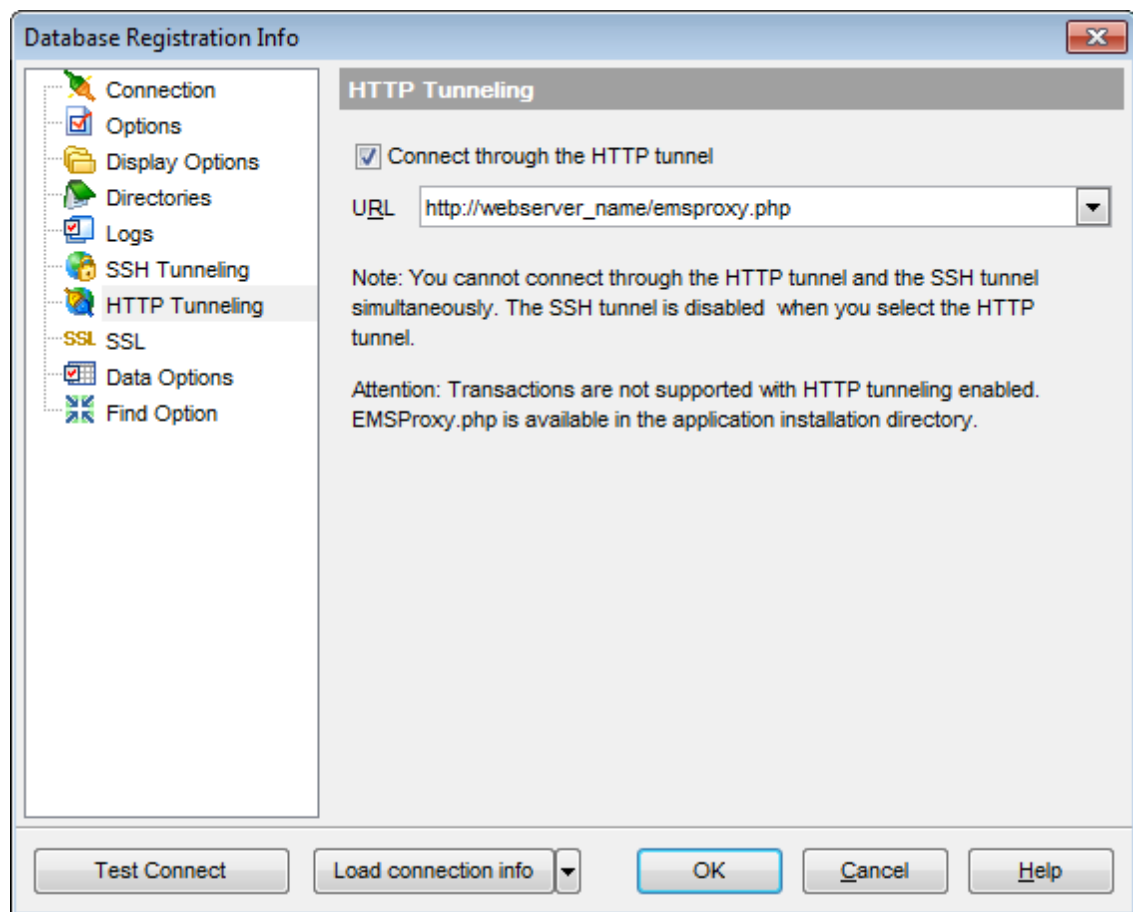 Database Registration Info
Connection
Options
Display Options
Directories
Logs
SSH Tunneling
HTTP Tunneling
SSL SSL
Data Options
Find Option
HTTP Tunneling
Connect through the HTTP tunnel
URL http://webserver_name/emsproxy.php
Note: You cannot connect through the HTTP tunnel and the SSH tunnel
simultaneously. The SSH tunnel is disabled  when you select the HTTP
tunnel.
Attention: Transactions are not supported with HTTP tunneling enabled.
EMSProxy.php is available in the application installation directory.
Test Connect
Load connection info
OK
Cancel
Help